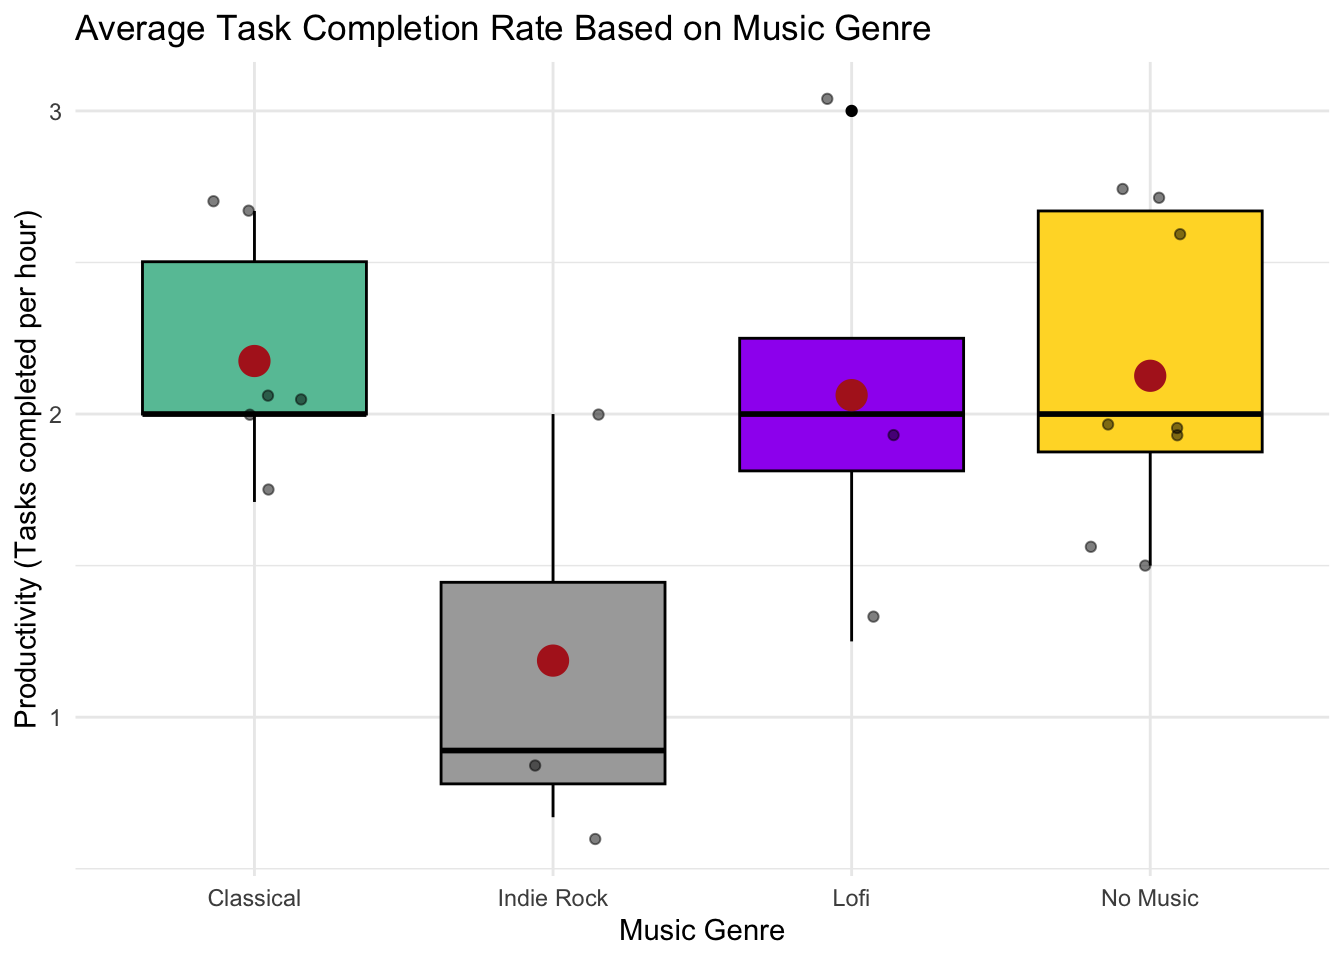 Average Task Completion Rate Based on Music Genre
Productivity (Tasks completed per hour)
3
2
1
Classical
Indie Rock
Lofi
No Music
Music Genre